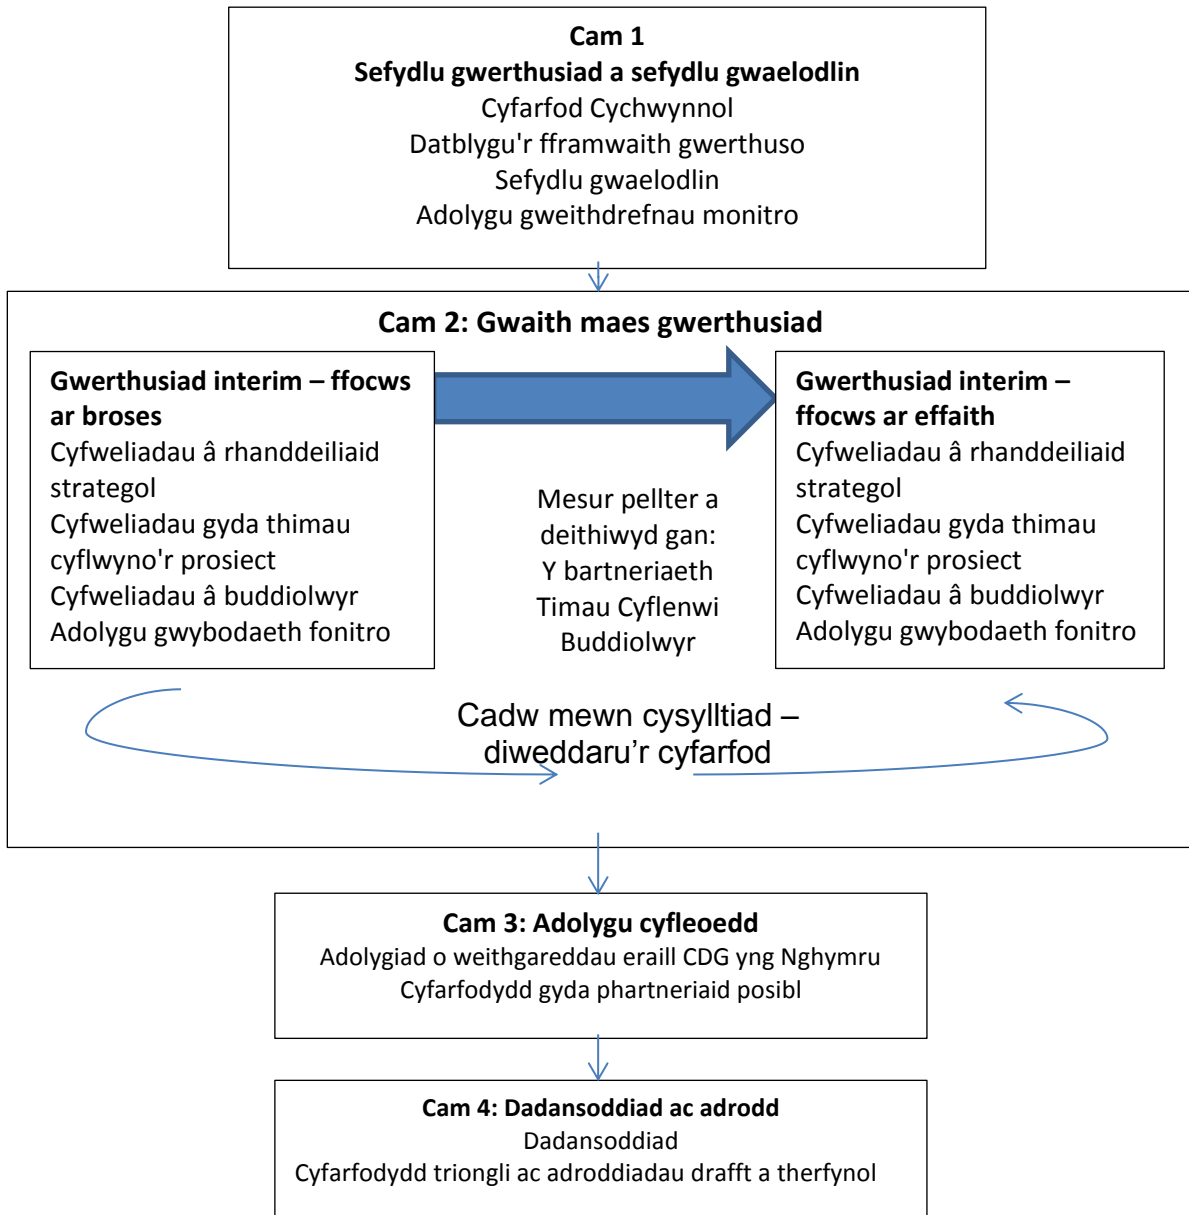 Cam 1
Sefydlu gwerthusiad a sefydlu gwaelodlin
Cyfarfod Cychwynnol
Datblygu'r fframwaith gwerthuso
Sefydlu gwaelodlin
Adolygu gweithdrefnau monitro
Cam 2: Gwaith maes gwerthusiad
Gwerthusiad interim – ffocws
ar broses
Cyfweliadau â rhanddeiliaid
strategol
Cyfweliadau gyda thimau
cyflwyno'r prosiect
Cyfweliadau â buddiolwyr
Adolygu gwybodaeth fonitro
Mesur pellter a
deithiwyd gan:
Y bartneriaeth
Timau Cyflenwi
Buddiolwyr
Gwerthusiad interim –
ffocws ar effaith
Cyfweliadau â rhanddeiliaid
strategol
Cyfweliadau gyda thimau
cyflwyno'r prosiect
Cyfweliadau â buddiolwyr
Adolygu gwybodaeth fonitro
Cadw mewn cysylltiad –
diweddaru’r cyfarfod
Cam 3: Adolygu cyfleoedd
Adolygiad o weithgareddau eraill CDG yng Nghymru
Cyfarfodydd gyda phartneriaid posibl
Cam 4: Dadansoddiad ac adrodd
Dadansoddiad
Cyfarfodydd triongli ac adroddiadau drafft a therfynol